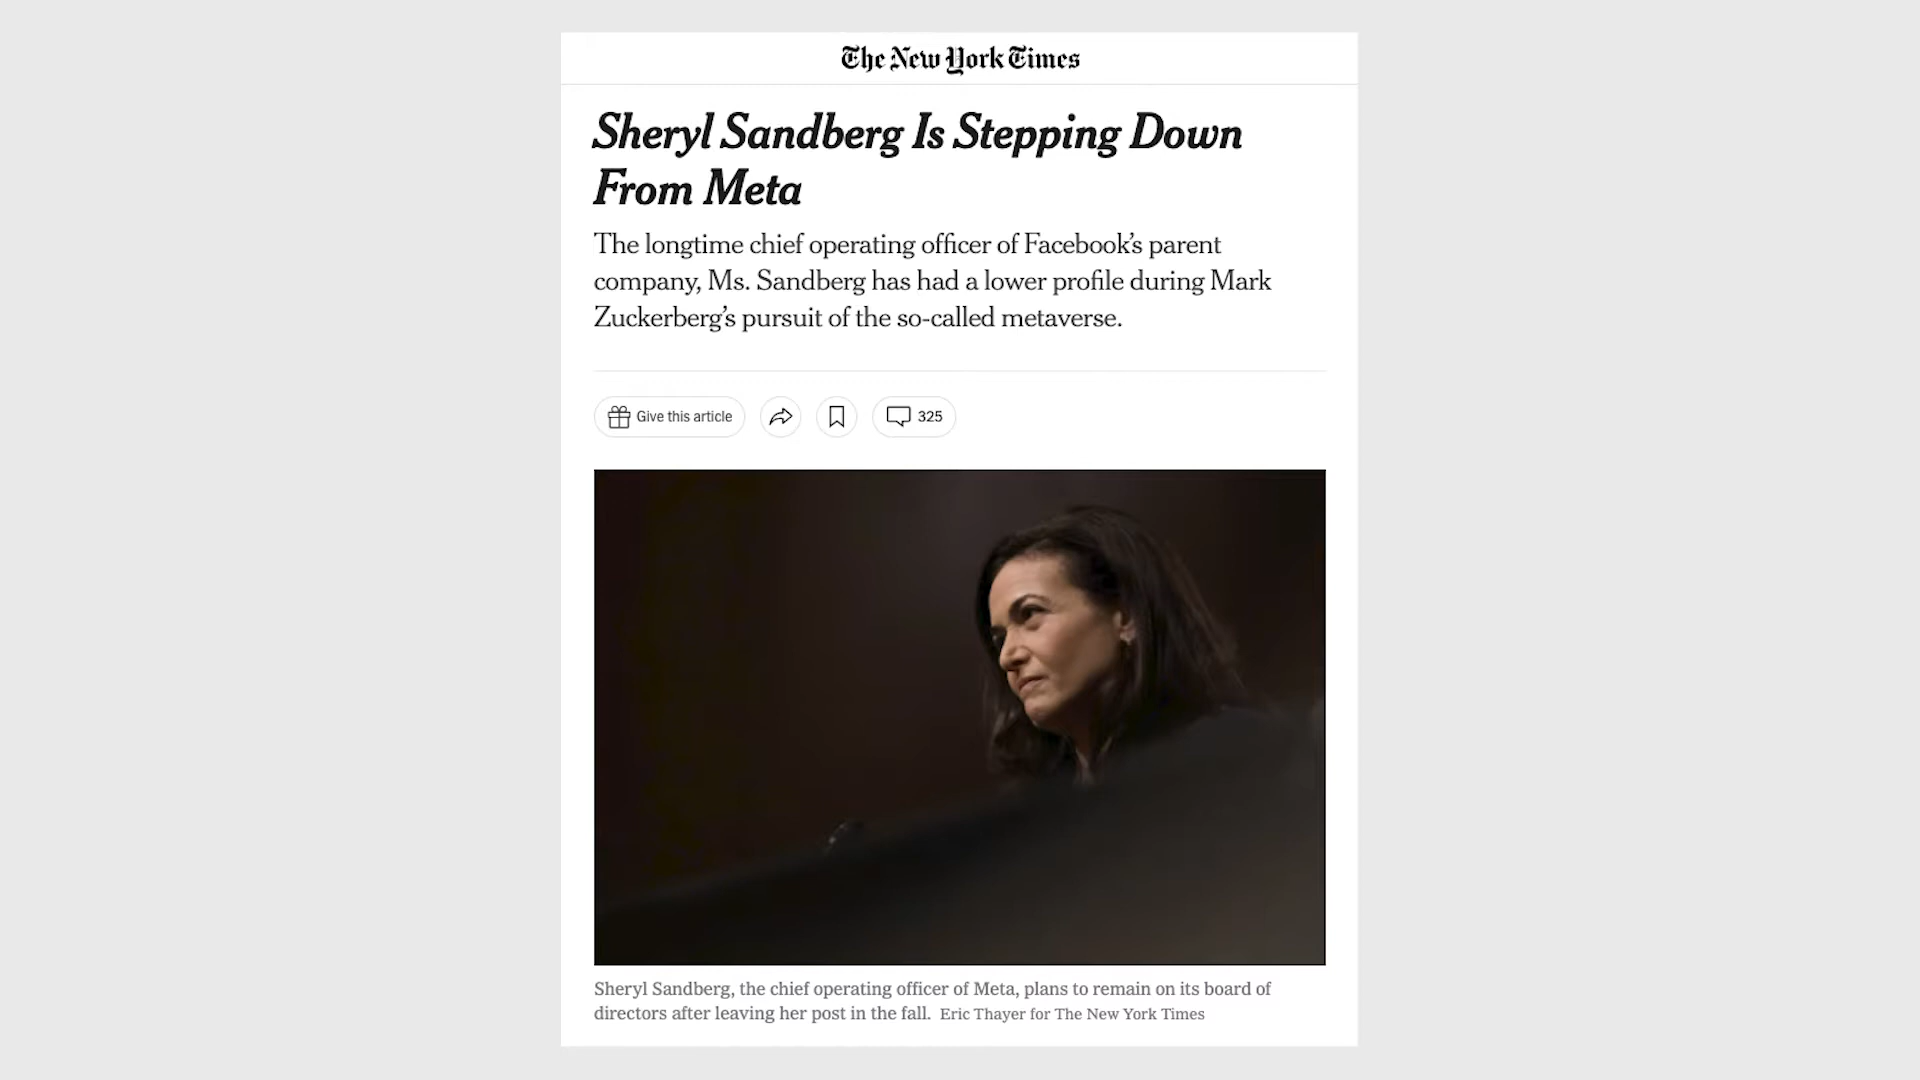 The New York Times
Sheryl Sandberg Is Stepping Down
From Meta
The longtime chief operating officer of Facebook’s parent
company, Ms. Sandberg has had a lower profile during Mark
Zuckerberg’s pursuit of the so-called metaverse.
Give this article
325
Sheryl Sandberg, the chief operating officer of Meta, plans to remain on its board of
directors after leaving her post in the fall. Eric Thayer for The New York Times